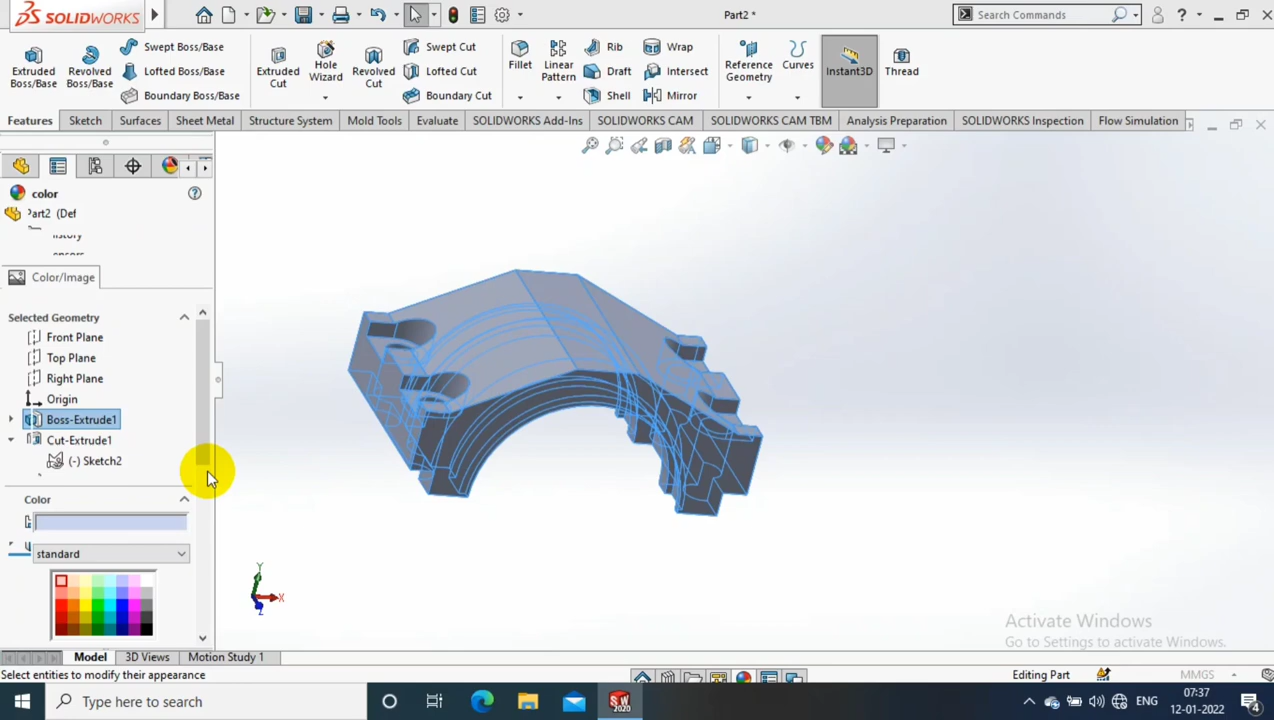 SOLIDWORKS
Part2 *
Search Commands
Extruded Boss/Base
Revolved Boss/Base
Swept Boss/Base
Lofted Boss/Base
Boundary Boss/Base
Extruded Cut
Hole Wizard
Revolved Cut
Swept Cut
Lofted Cut
Boundary Cut
Fillet
Linear Pattern
Rib
Draft
Shell
Wrap
Intersect
Mirror
Reference Geometry
Curves
Instant3D
Thread
Features
Sketch
Surfaces
Sheet Metal
Structure System
Mold Tools
Evaluate
SOLIDWORKS Add-Ins
SOLIDWORKS CAM
SOLIDWORKS CAM TBM
Analysis Preparation
SOLIDWORKS Inspection
Flow Simulation
color
Part2 (Def
Color/Image
Selected Geometry
Front Plane
Top Plane
Right Plane
Origin
Boss-Extrude1
Cut-Extrude1
(-) Sketch2
Color
standard
Y
X
Z
Activate Windows
Go to Settings to activate Windows.
Model
3D Views
Motion Study 1
Select entities to modify their appearance
Editing Part
MMGS
Type here to search
SW
2020
ENG
07:37
12-01-2022
4